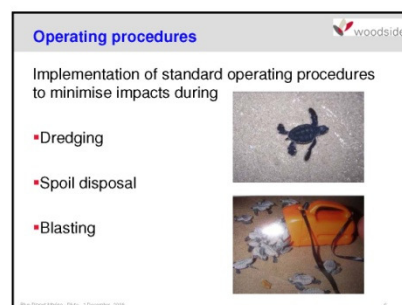 Operating procedures
woodside
Implementation of standard operating procedures
to minimise impacts during
▪Dredging
▪Spoil disposal
▪Blasting